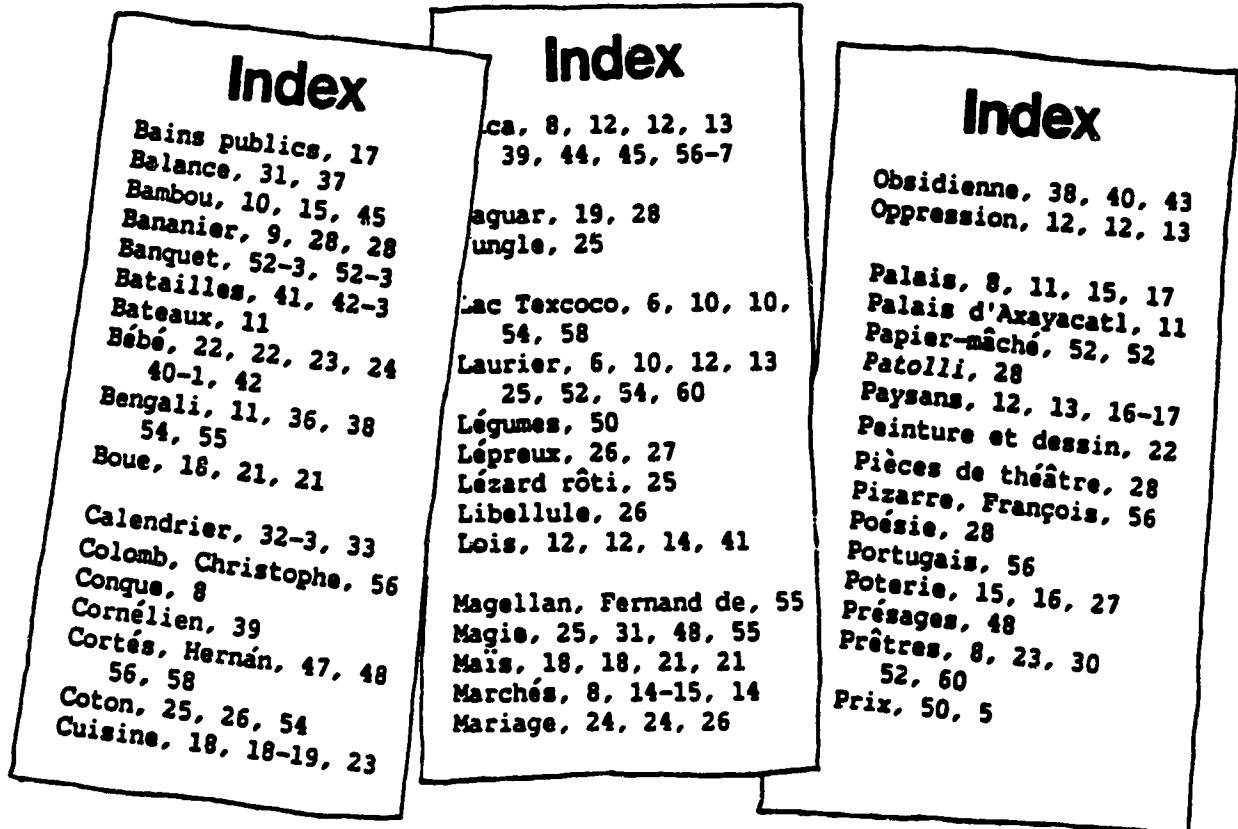 Index
Bains publics, 17
Balance, 31, 37
Bambou, 10, 15, 45
Bananier, 9, 28, 28
Banquet, 52-3, 52-3
Batailles, 41, 42-3
Bateaux, 11
Bébé, 22, 22, 23, 24
40-1, 42
Bengali, 11, 36, 38
54, 55
Boue, 18, 21, 21
Calendrier, 32-3, 33
Colomb, Christophe, 56
Conque, 8
Cornélien, 39
Cortés, Hernán, 47, 48
56, 58
Coton, 25, 26, 54
Cuisine, 18, 18-19, 23
Index
ca, 8, 12, 12, 13
39, 44, 45, 56-7
aguar, 19, 28
ungle, 25
Lac Texcoco, 6, 10, 10,
54, 58
Laurier, 6, 10, 12, 13
25, 52, 54, 60
Légumes, 50
Lépreux, 26, 27
Lézard rôti, 25
Libellule, 26
Lois, 12, 12, 14, 41
Magellan, Fernand de, 55
Magie, 25, 31, 48, 55
Maïs, 18, 18, 21, 21
Marchés, 8, 14-15, 14
Mariage, 24, 24, 26
Index
Obsidienne, 38, 40, 43
Oppression, 12, 12, 13
Palais, 8, 11, 15, 17
Palais d'Axayacatl, 11
Papier-mâché, 52, 52
Patolli, 28
Paysans, 12, 13, 16-17
Peinture et dessin, 22
Pièces de théâtre, 28
Pizarre, François, 56
Poésie, 28
Portugais, 56
Poterie, 15, 16, 27
Présages, 48
Prêtres, 8, 23, 30
52, 60
Prix, 50, 5